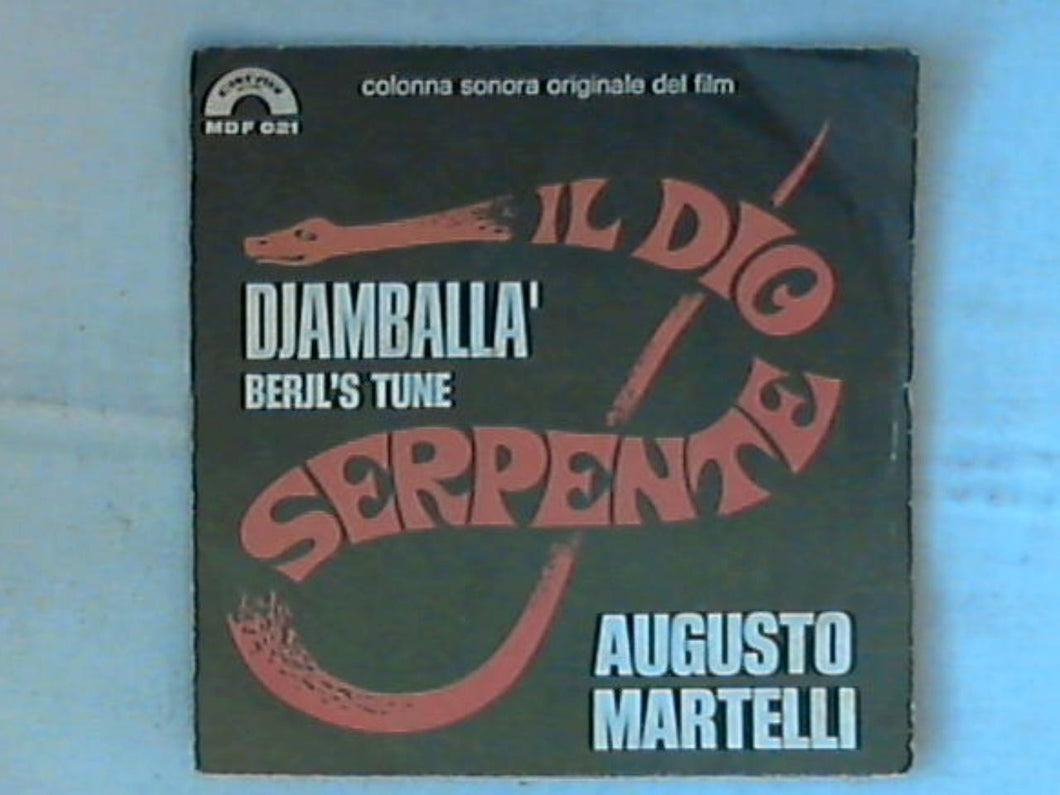 colonna sonora originale del film
MDF 021
IL DIO
DJAMBALLA'
BERJL'S TUNE
SERPENTE
AUGUSTO
MARTELLI